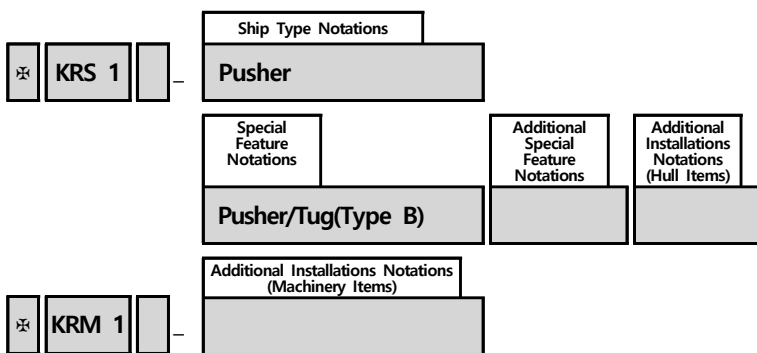 Ship Type Notations
✠ KRS 1 _ Pusher
Special
Feature
Notations
Additional
Special
Feature
Notations
Additional
Installations
Notations
(Hull Items)
Pusher/Tug(Type B)
Additional Installations Notations
(Machinery Items)
✠ KRM 1 _